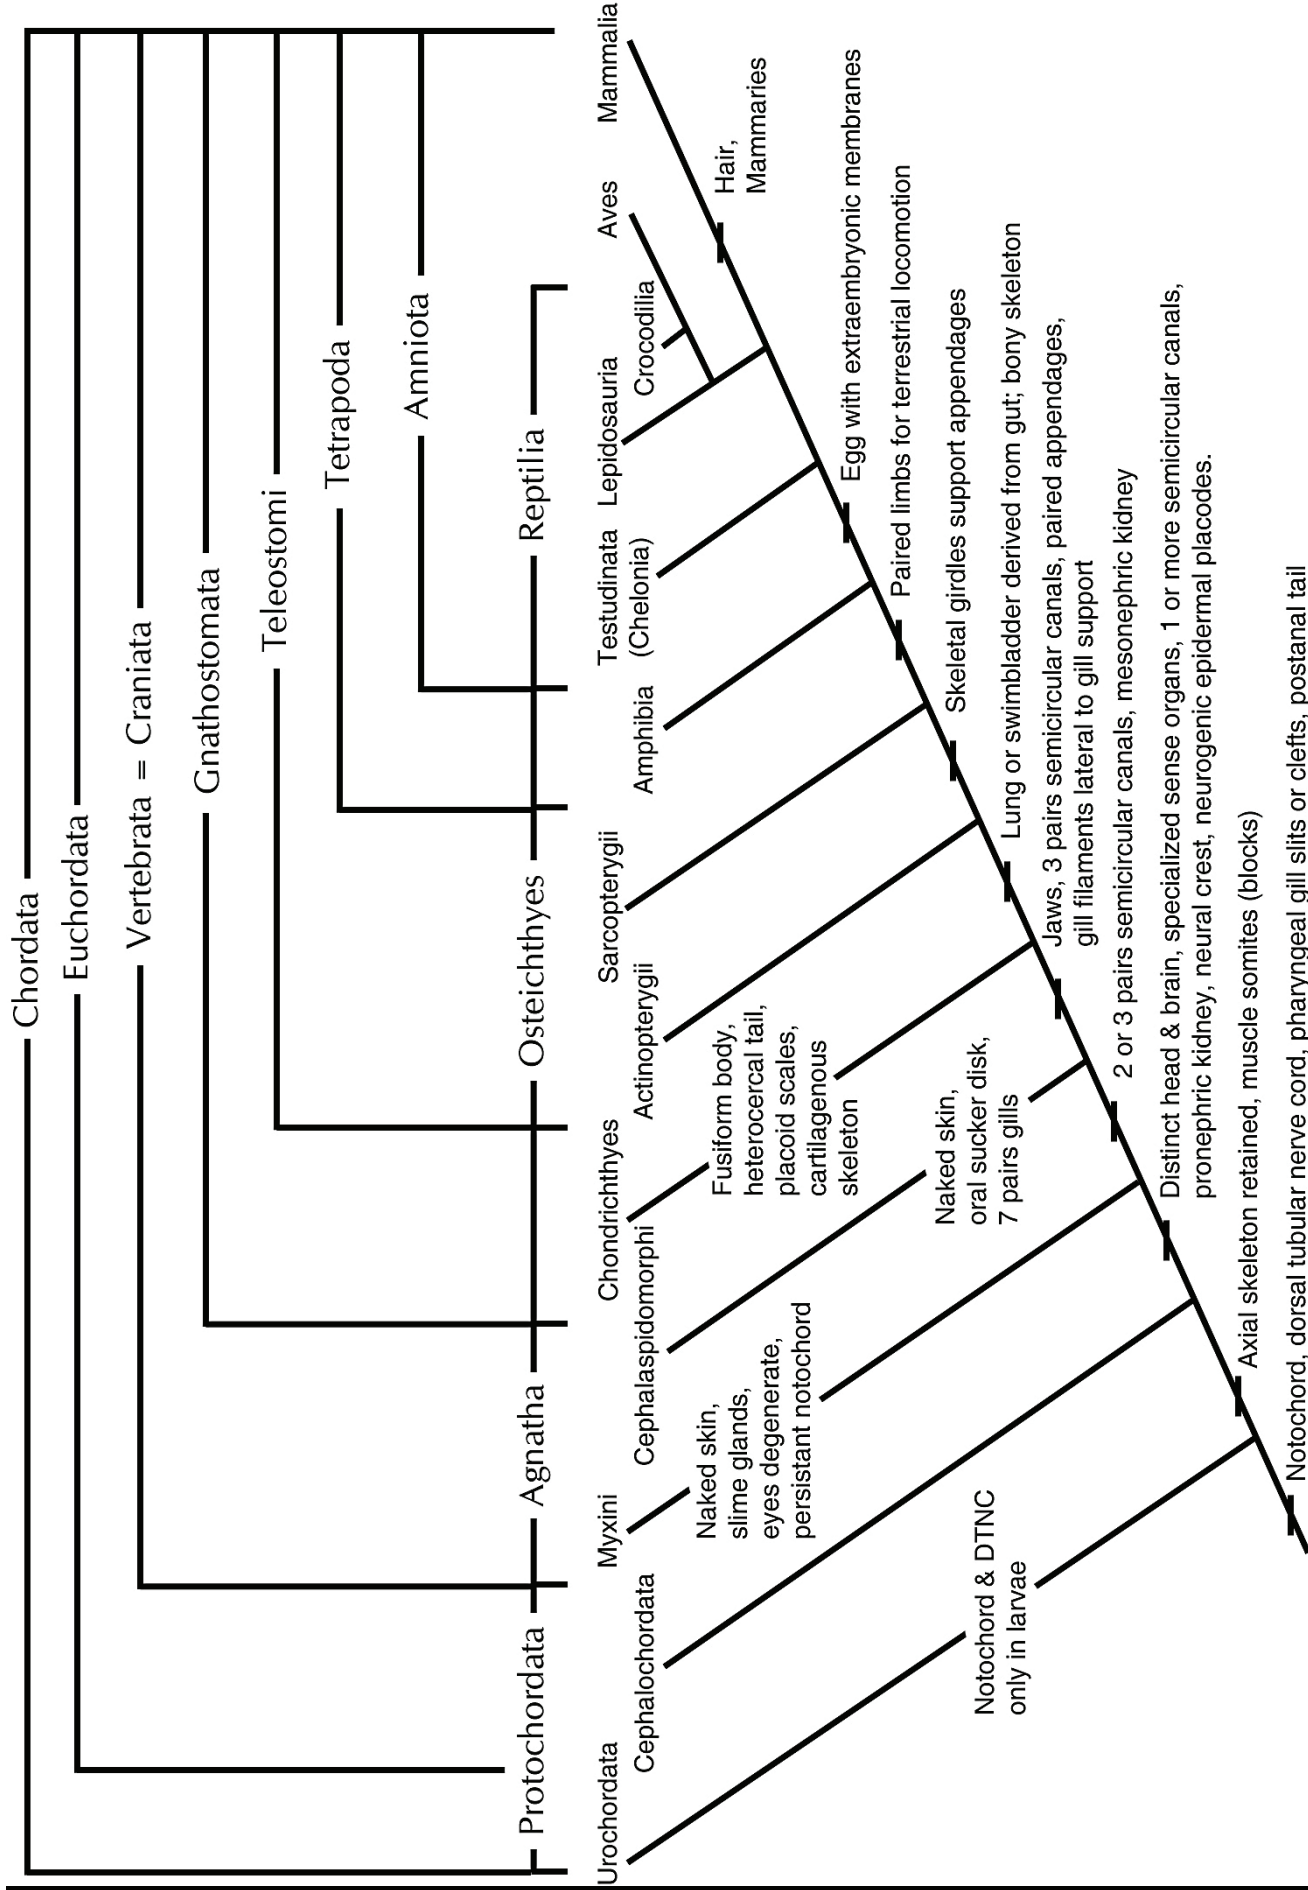 Chordata
Euchordata
Vertebrata = Craniata
Gnathostomata
Teleostomi
Tetrapoda
Amniota
Protochordata
Agnatha
Osteichthyes
Reptilia
Urochordata
Cephalochordata
Myxini
Cephalaspidomorphi
Chondrichthyes
Actinopterygii
Sarcopterygii
Amphibia
Testudinata
(Chelonia)
Lepidosauria
Crocodilia
Aves
Mammalia
Hair,
Mammaries
Egg with extraembryonic membranes
Paired limbs for terrestrial locomotion
Skeletal girdles support appendages
Lung or swimbladder derived from gut; bony skeleton
Jaws, 3 pairs semicircular canals, paired appendages,
gill filaments lateral to gill support
2 or 3 pairs semicircular canals, mesonephric kidney
Distinct head & brain, specialized sense organs, 1 or more semicircular canals,
pronephric kidney, neural crest, neurogenic epidermal placodes.
Axial skeleton retained, muscle somites (blocks)
Notochord, dorsal tubular nerve cord, pharyngeal gill slits or clefts, postanal tail
Fusiform body,
heterocercal tail,
placoid scales,
cartilagenous
skeleton
Naked skin,
oral sucker disk,
7 pairs gills
Naked skin,
slime glands,
eyes degenerate,
persistant notochord
Notochord & DTNC
only in larvae